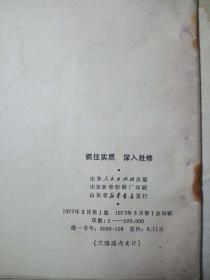 抓住实质　深入批修
山东人民出版社出版
山东新华印刷厂印刷
山东省新华书店发行
1973年3月第1版　1973年3月第1次印刷
印数：1—500,000
统一书号：3099·168　定价：0.11元
（只限国内发行）